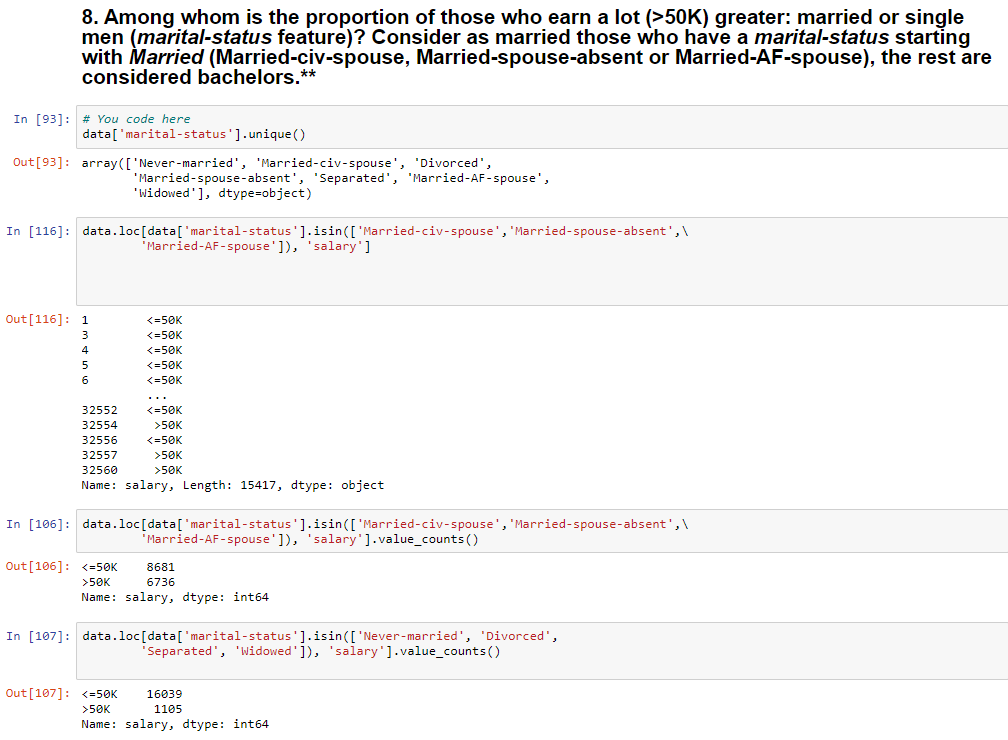 8. Among whom is the proportion of those who earn a lot (>50K) greater: married or single
men (marital-status feature)? Consider as married those who have a marital-status starting
with Married (Married-civ-spouse, Married-spouse-absent or Married-AF-spouse), the rest are
considered bachelors.**
In [93]: # You code here
data['marital-status'].unique()
Out[93]: array(['Never-married', 'Married-civ-spouse', 'Divorced',
'Married-spouse-absent', 'Separated', 'Married-AF-spouse',
'Widowed'], dtype=object)
In [116]: data.loc[data['marital-status'].isin(['Married-civ-spouse','Married-spouse-absent',\
'Married-AF-spouse']), 'salary']
Out[116]: 1 <=50K
3 <=50K
4 <=50K
5 <=50K
6 <=50K
...
32552 <=50K
32554 >50K
32556 <=50K
32557 >50K
32560 >50K
Name: salary, Length: 15417, dtype: object
In [106]: data.loc[data['marital-status'].isin(['Married-civ-spouse','Married-spouse-absent',\
'Married-AF-spouse']), 'salary'].value_counts()
Out[106]: <=50K 8681
>50K 6736
Name: salary, dtype: int64
In [107]: data.loc[data['marital-status'].isin(['Never-married', 'Divorced',
'Separated', 'Widowed']), 'salary'].value_counts()
Out[107]: <=50K 16039
>50K 1105
Name: salary, dtype: int64